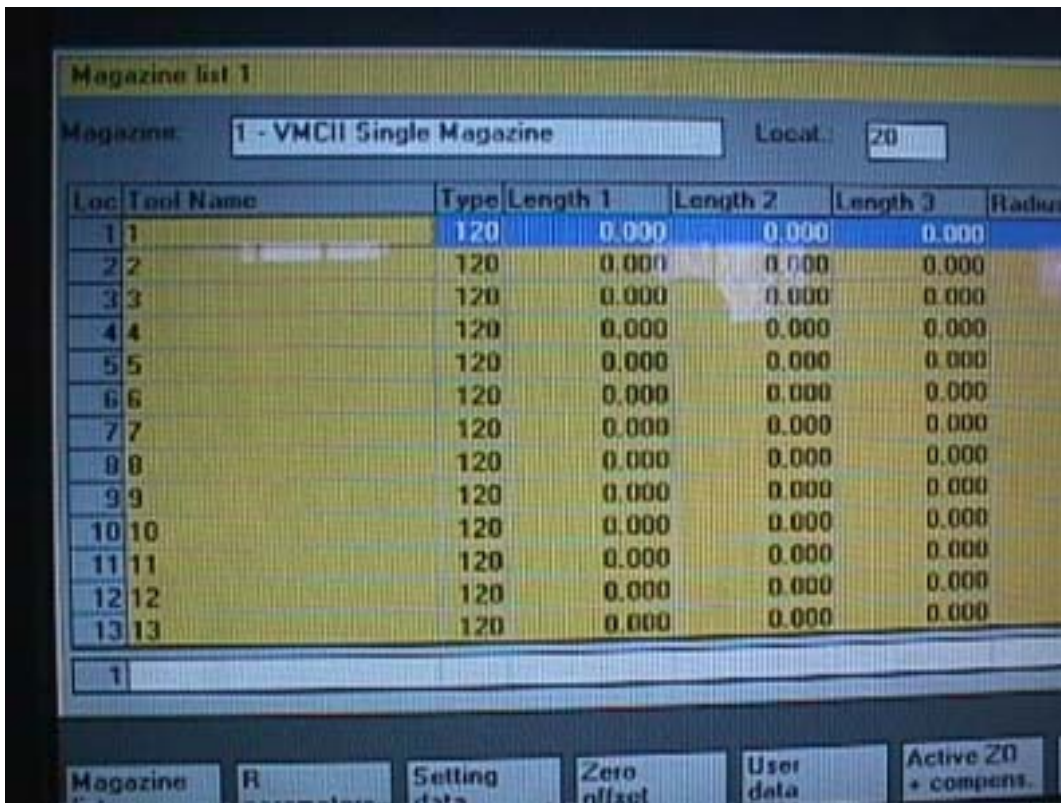 Magazine list 1
Magazine: 1 - VMCII Single Magazine Locat.: 20
Loc Tool Name Type Length 1 Length 2 Length 3 Radius
1 1 120 0.000 0.000 0.000
2 2 120 0.000 0.000 0.000
3 3 120 0.000 0.000 0.000
4 4 120 0.000 0.000 0.000
5 5 120 0.000 0.000 0.000
6 6 120 0.000 0.000 0.000
7 7 120 0.000 0.000 0.000
8 8 120 0.000 0.000 0.000
9 9 120 0.000 0.000 0.000
10 10 120 0.000 0.000 0.000
11 11 120 0.000 0.000 0.000
12 12 120 0.000 0.000 0.000
13 13 120 0.000 0.000 0.000
1
Magazine R Setting Zero User Active ZO
parameters data offset data + compens.